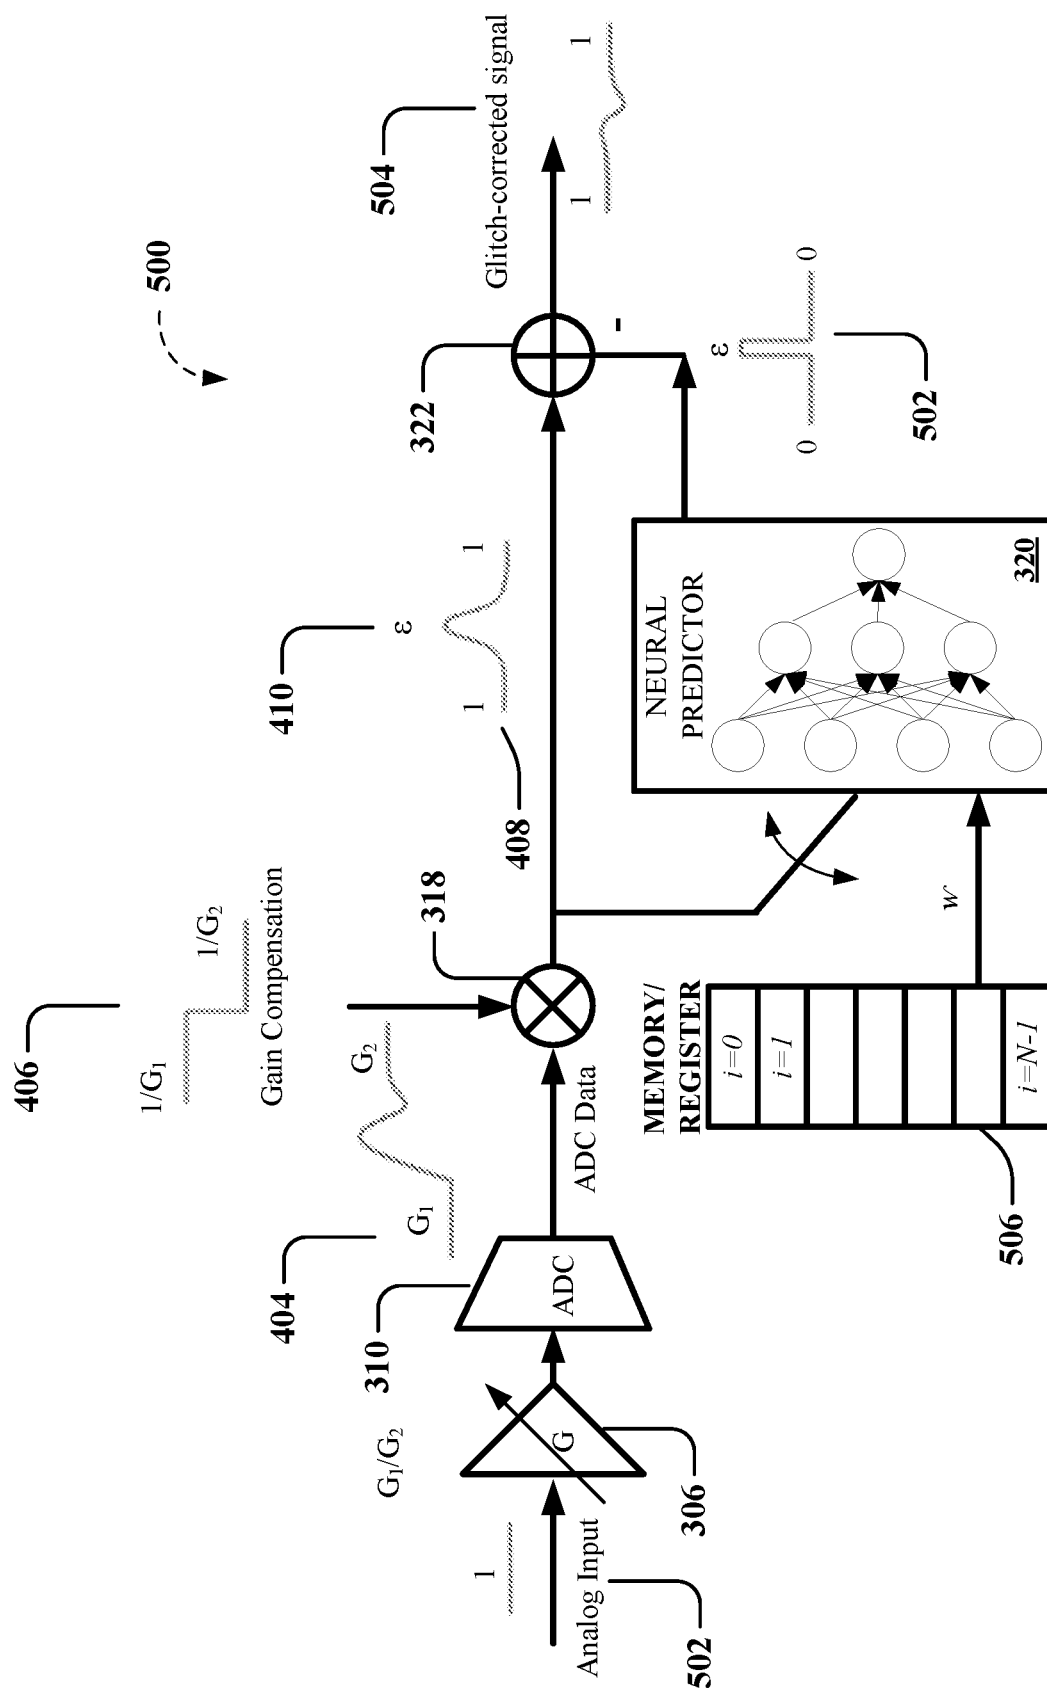 500
406
1/G1
1/G2
Gain Compensation
404
G1
G2
410
ε
1
1
408
504
Glitch-corrected signal
1
1
1
G1/G2
310
318
322
G
ADC
ADC Data
-
Analog Input
502
306
MEMORY/
REGISTER
i=0
i=1
i=N-1
506
w
NEURAL
PREDICTOR
320
ε
0
0
502